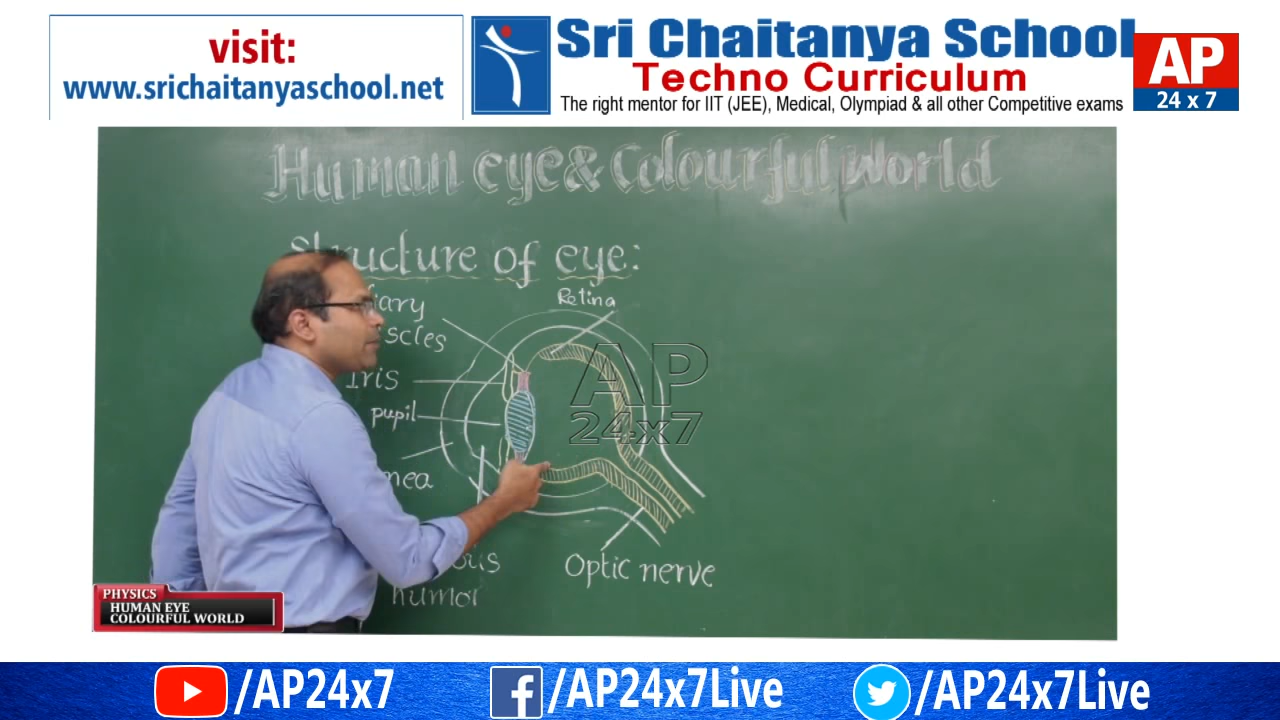 visit:
www.srichaitanyaschool.net
Sri Chaitanya School
Techno Curriculum
The right mentor for IIT (JEE), Medical, Olympiad & all other Competitive exams
AP
24 x 7
Human eye & Colourful World
Structure of eye:
Retina
Iris
pupil
AP
24x7
Optic nerve
humor
PHYSICS
HUMAN EYE
COLOURFUL WORLD
/AP24x7
/AP24x7Live
/AP24x7Live